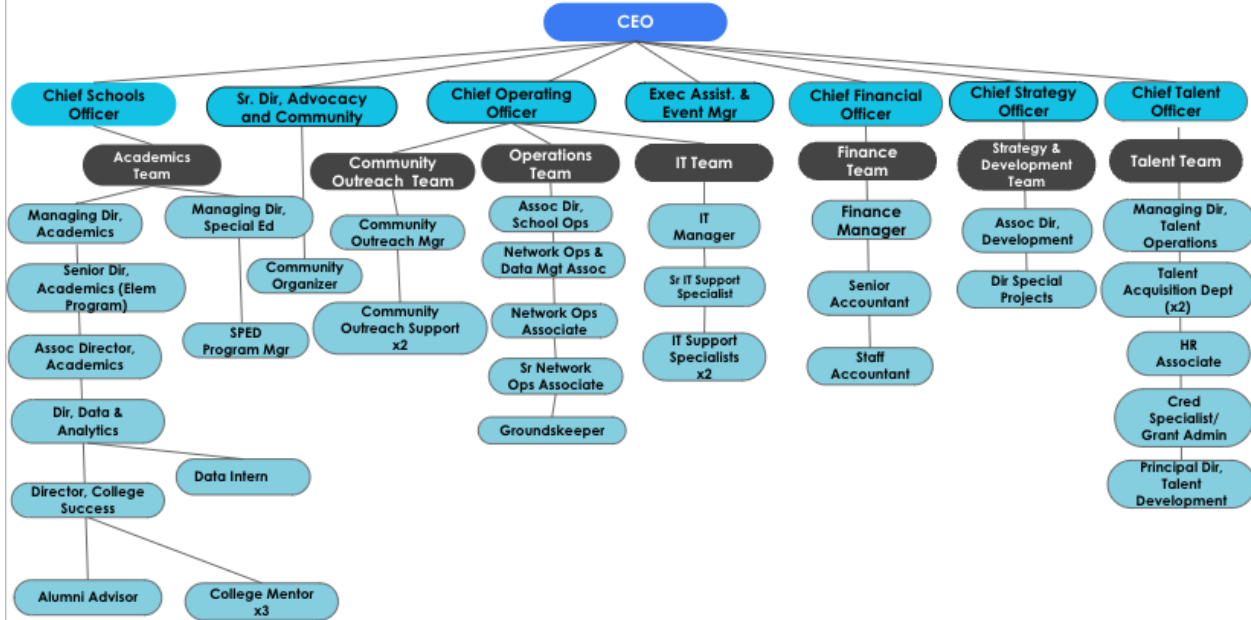 CEO
Chief Schools
Officer
Sr. Dir, Advocacy
and Community
Chief Operating
Officer
Exec Assist. &
Event Mgr
Chief Financial
Officer
Chief Strategy
Officer
Chief Talent
Officer
Academics
Team
Community
Outreach Team
Operations
Team
IT Team
Finance
Team
Strategy &
Development
Team
Talent Team
Managing Dir,
Academics
Managing Dir,
Special Ed
Community
Outreach Mgr
Assoc Dir,
School Ops
IT
Manager
Finance
Manager
Assoc Dir,
Development
Managing Dir,
Talent
Operations
Senior Dir,
Academics (Elem
Program)
Community
Organizer
Network Ops &
Data Mgt Assoc
Sr IT Support
Specialist
Senior
Accountant
Dir Special
Projects
Talent
Acquisition Dept
(x2)
Assoc Director,
Academics
SPED
Program Mgr
Community
Outreach Support
x2
Network Ops
Associate
IT Support
Specialists
x2
Staff
Accountant
HR
Associate
Sr Network
Ops Associate
Dir, Data &
Analytics
Groundskeeper
Cred
Specialist/
Grant Admin
Data Intern
Director, College
Success
Principal Dir,
Talent
Development
Alumni Advisor
College Mentor
x3